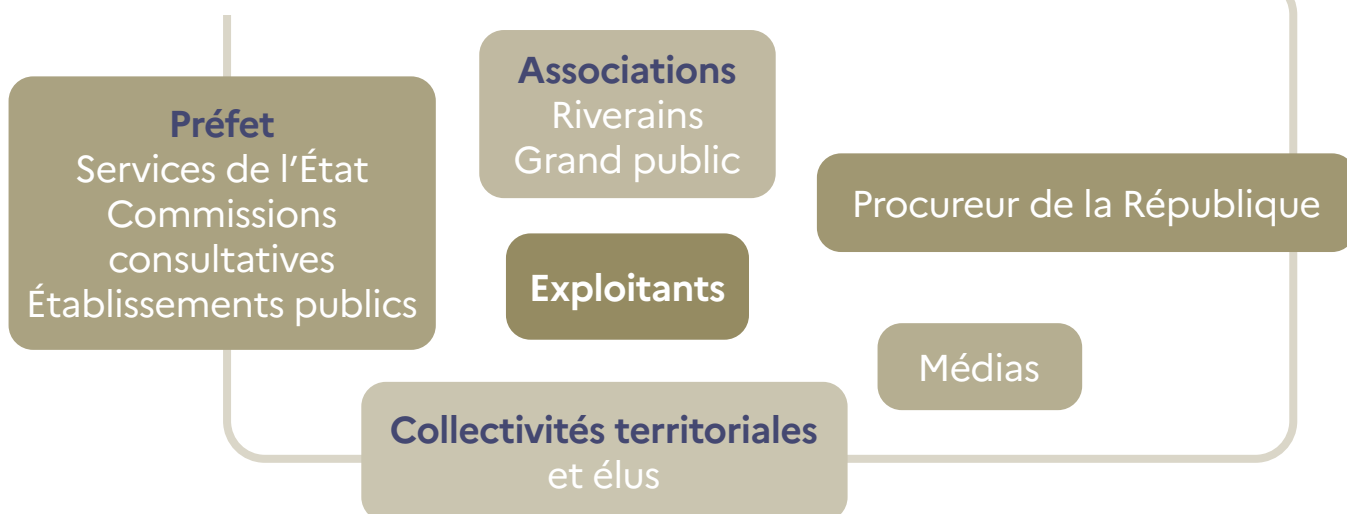 Préfet
Services de l’État
Commissions
consultatives
Établissements publics
Associations
Riverains
Grand public
Procureur de la République
Exploitants
Médias
Collectivités territoriales
et élus